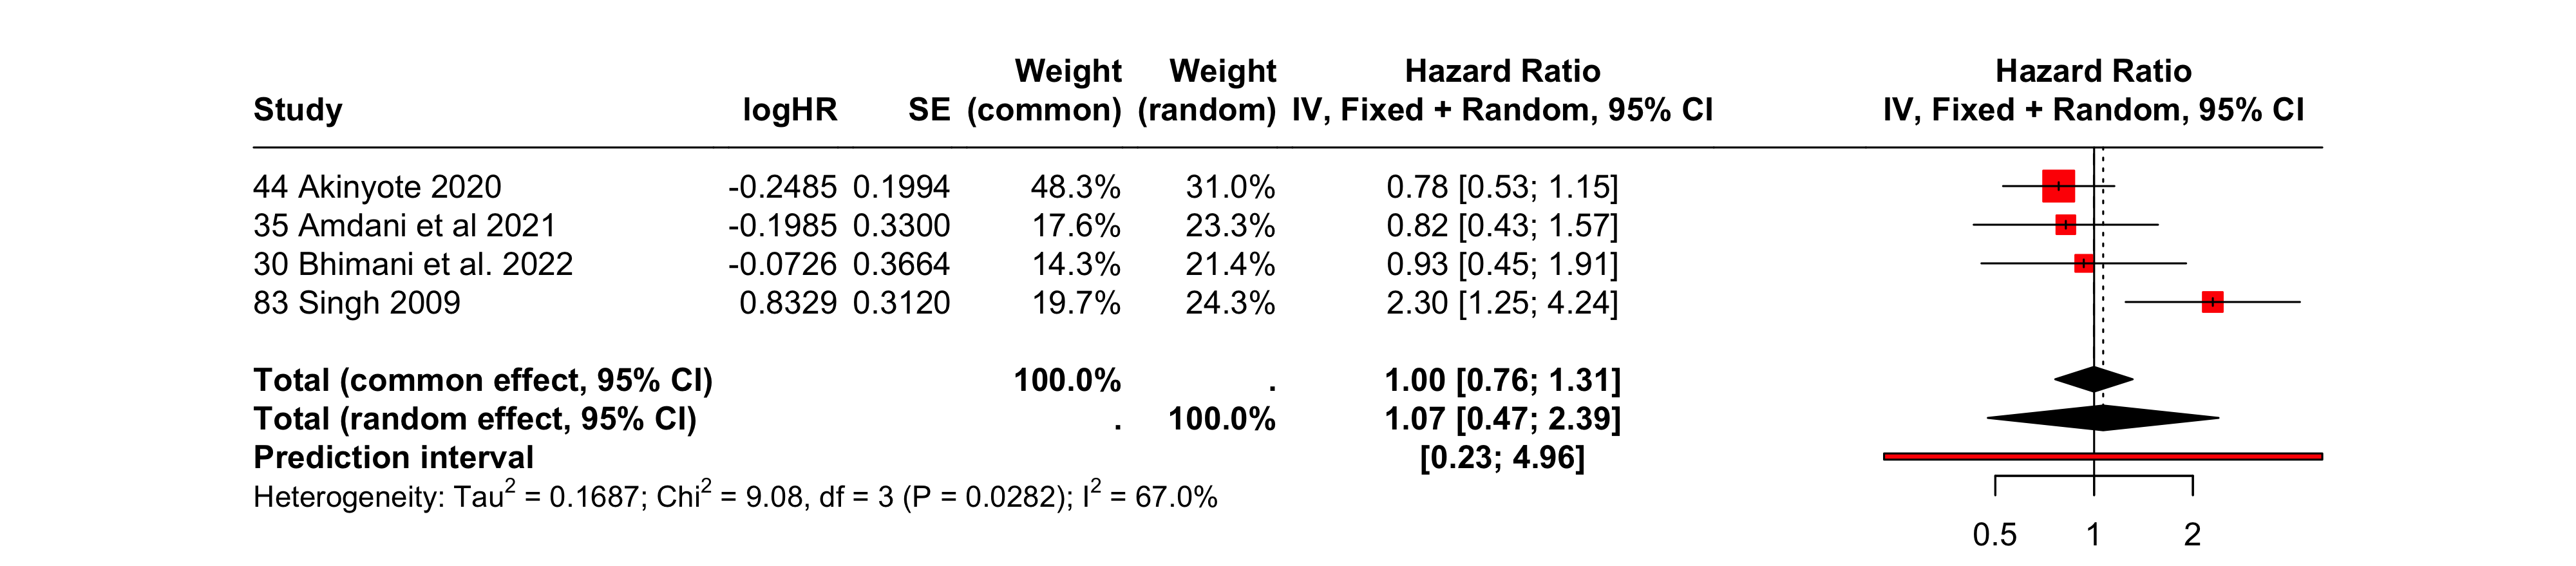 Weight Weight Hazard Ratio Hazard Ratio
Study logHR SE (common) (random) IV, Fixed + Random, 95% CI IV, Fixed + Random, 95% CI
44 Akinyote 2020 -0.2485 0.1994 48.3% 31.0% 0.78 [0.53; 1.15]
35 Amdani et al 2021 -0.1985 0.3300 17.6% 23.3% 0.82 [0.43; 1.57]
30 Bhimani et al. 2022 -0.0726 0.3664 14.3% 21.4% 0.93 [0.45; 1.91]
83 Singh 2009 0.8329 0.3120 19.7% 24.3% 2.30 [1.25; 4.24]
Total (common effect, 95% CI) 100.0% . 1.00 [0.76; 1.31]
Total (random effect, 95% CI) . 100.0% 1.07 [0.47; 2.39]
Prediction interval [0.23; 4.96]
Heterogeneity: Tau² = 0.1687; Chi² = 9.08, df = 3 (P = 0.0282); I² = 67.0%
0.5 1 2